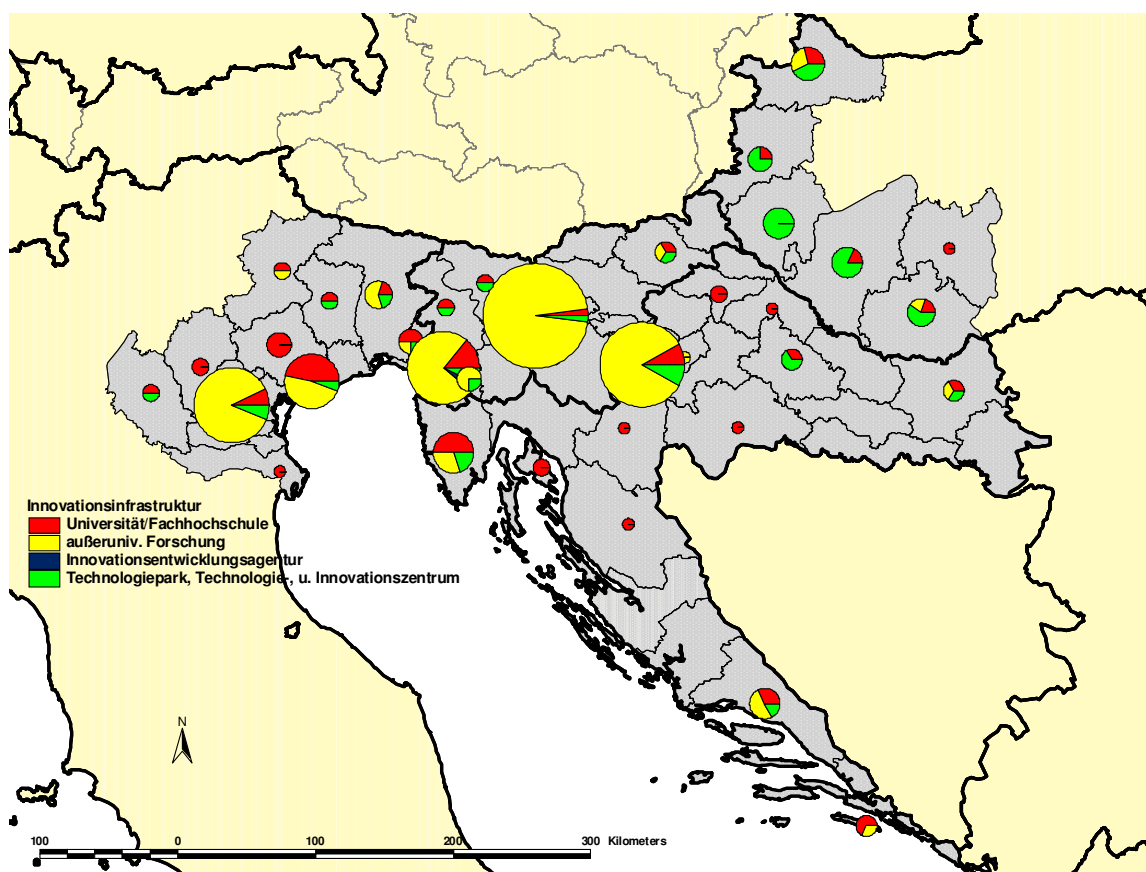 Innovationsinfrastruktur
Universität/Fachhochschule
außeruniv. Forschung
Innovationsentwicklungsagentur
Technologiepark, Technologie-, u. Innovationszentrum
N
100 0 100 200 300 Kilometers